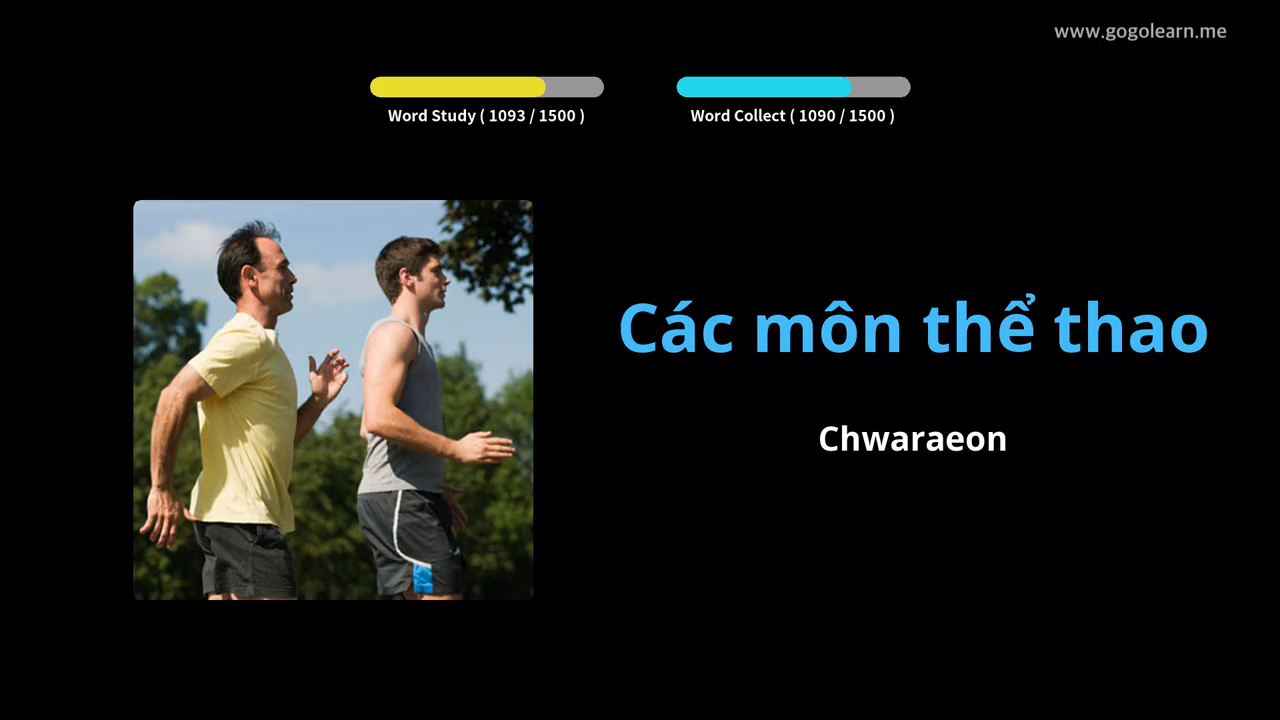 www.gogolearn.me
Word Study ( 1093 / 1500 )
Word Collect ( 1090 / 1500 )
Các môn thể thao
Chwaraeon